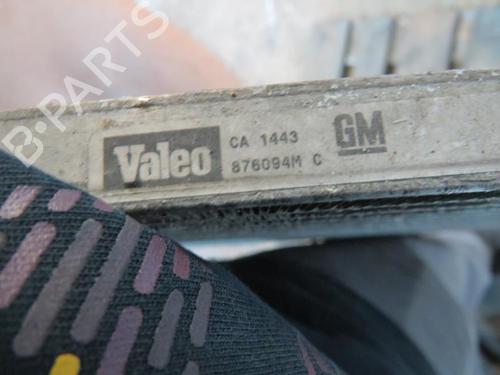 B-PARTS
Valeo
CA 1443
876094M C
GM